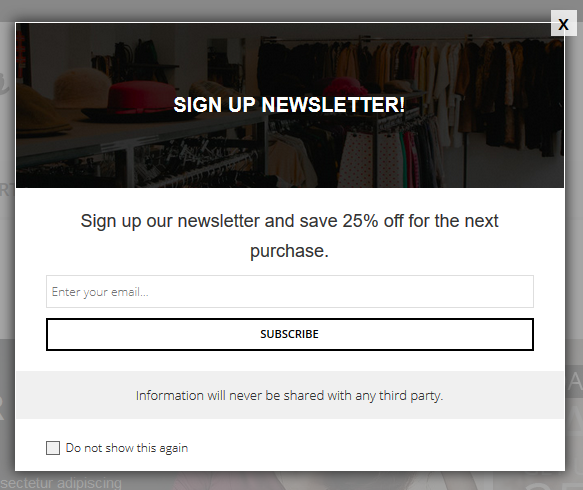 X
SIGN UP NEWSLETTER!
Sign up our newsletter and save 25% off for the next
purchase.
Enter your email...
SUBSCRIBE
Information will never be shared with any third party.
Do not show this again
adipiscing